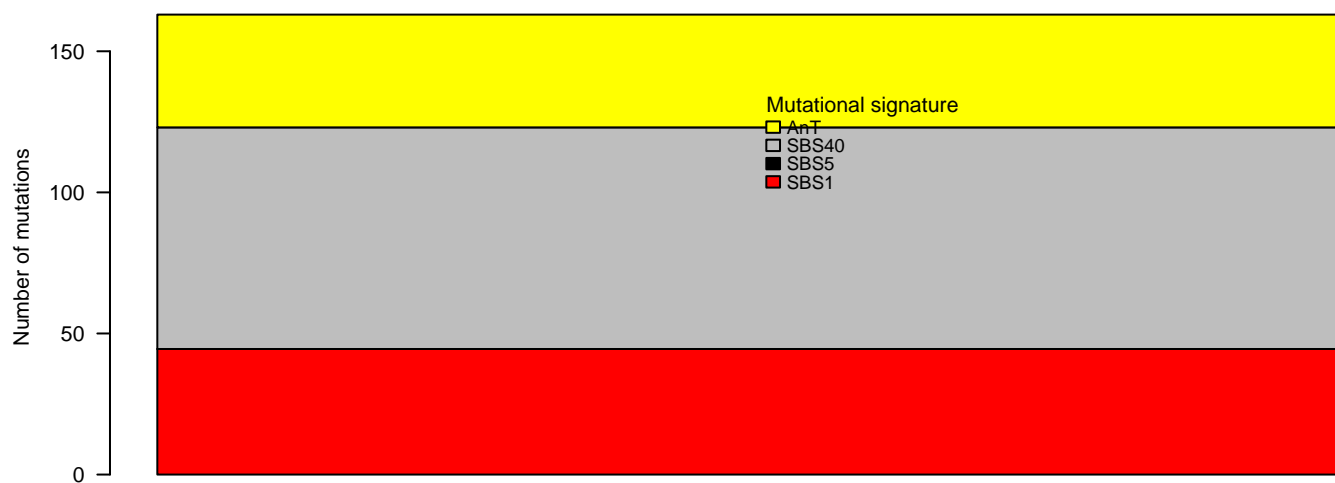 150
100
50
0
Number of mutations
Mutational signature
AnT
SBS40
SBS5
SBS1